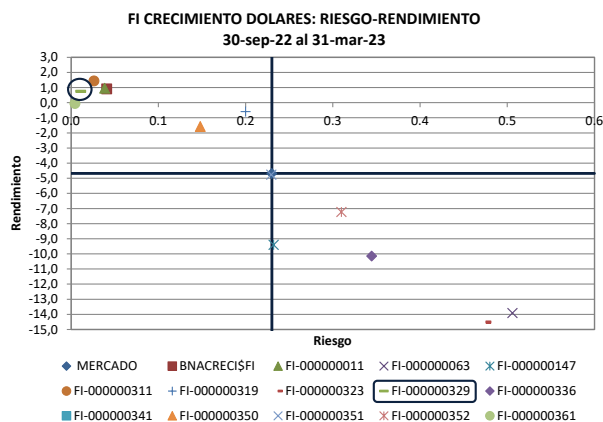 FI CRECIMIENTO DOLARES: RIESGO-RENDIMIENTO
30-sep-22 al 31-mar-23
3,0
2,0
1,0
0,0
-1,0
-2,0
-3,0
-4,0
-5,0
-6,0
-7,0
-8,0
-9,0
-10,0
-11,0
-12,0
-13,0
-14,0
-15,0
Rendimiento
0.0 0.1 0.2 0.3 0.4 0.5 0.6
Riesgo
MERCADO BNACRECI$FI FI-000000011 FI-000000063 FI-000000147
FI-000000311 FI-000000319 FI-000000323 FI-000000329 FI-000000336
FI-000000341 FI-000000350 FI-000000351 FI-000000352 FI-000000361